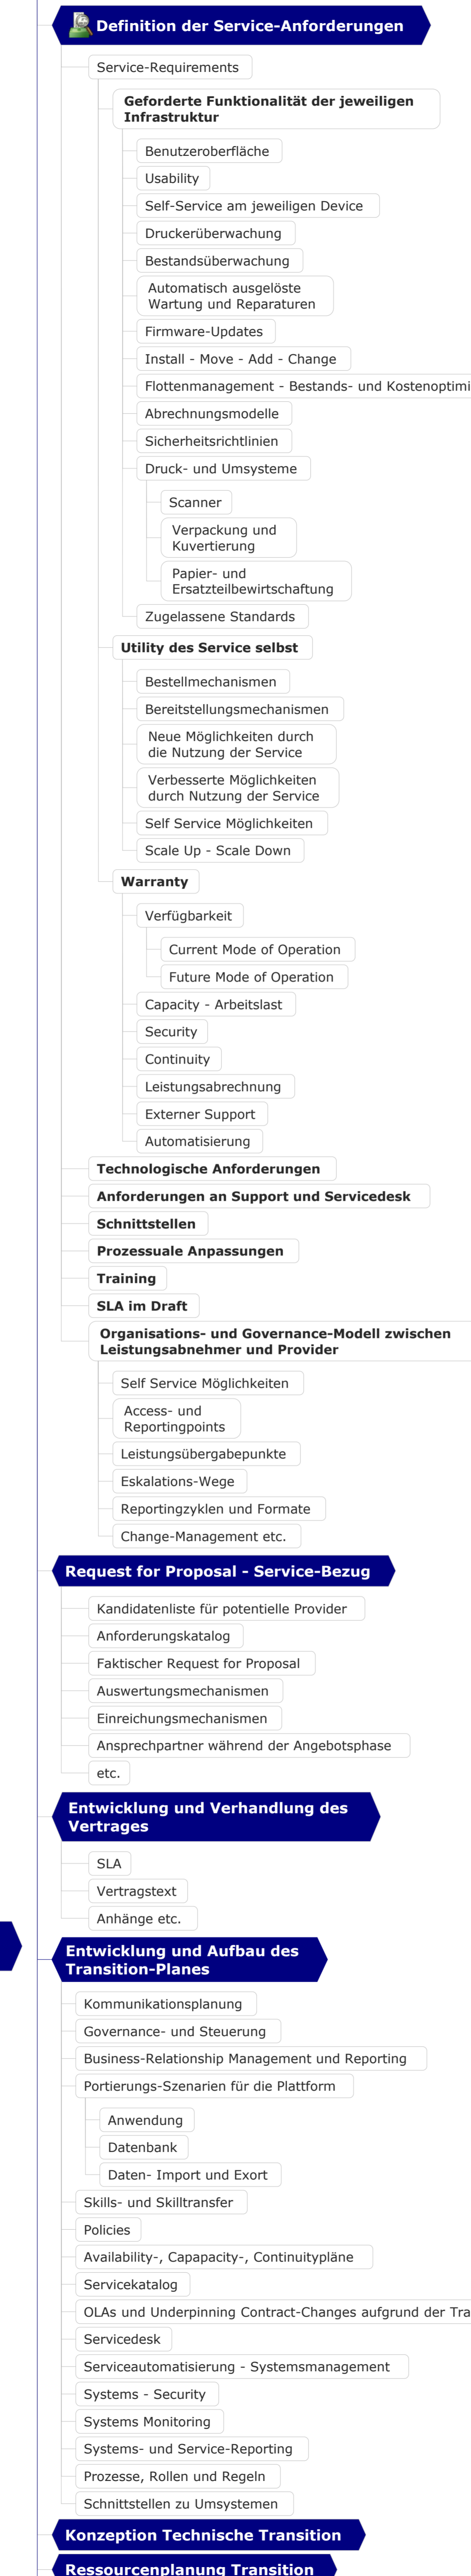 Definition der Service-Anforderungen
Service-Requirements
Geforderte Funktionalität der jeweiligen
Infrastruktur
Benutzeroberfläche
Usability
Self-Service am jeweiligen Device
Druckerüberwachung
Bestandsüberwachung
Automatisch ausgelöste
Wartung und Reparaturen
Firmware-Updates
Install - Move - Add - Change
Flottenmanagement - Bestands- und
Abrechnungsmodelle
Sicherheitsrichtlinien
Druck- und Umsysteme
Scanner
Verpackung und
Kuvertierung
Papier- und
Ersatzteilbewirtschaftung
Zugelassene Standards
Utility des Service selbst
Bestellmechanismen
Bereitstellungsmechanismen
Neue Möglichkeiten durch
die Nutzung der Service
Verbesserte Möglichkeiten
durch Nutzung der Service
Self Service Möglichkeiten
Scale Up - Scale Down
Warranty
Verfügbarkeit
Current Mode of Operation
Future Mode of Operation
Capacity - Arbeitslast
Security
Continuity
Leistungsabrechnung
Externer Support
Automatisierung
Technologische Anforderungen
Anforderungen an Support und Servicedesk
Schnittstellen
Prozessuale Anpassungen
Training
SLA im Draft
Organisations- und Governance-Modell zwischen
Leistungsabnehmer und Provider
Self Service Möglichkeiten
Access- und
Reportingpoints
Leistungsübergabepunkte
Eskalations-Wege
Reportingzyklen und Formate
Change-Management etc.
Request for Proposal - Service-Bezug
Kandidatenliste für potentielle Provider
Anforderungskatalog
Faktischer Request for Proposal
Auswertungsmechanismen
Einreichungsmechanismen
Ansprechpartner während der Angebotsphase
etc.
Entwicklung und Verhandlung des
Vertrages
SLA
Vertragstext
Anhänge etc.
Entwicklung und Aufbau des
Transition-Planes
Kommunikationsplanung
Governance- und Steuerung
Business-Relationship Management und Reporting
Portierungs-Szenarien für die Plattform
Anwendung
Datenbank
Daten- Import und Exort
Skills- und Skilltransfer
Policies
Availability-, Capapacity-, Continuitypläne
Servicekatalog
OLAs und Underpinning Contract-Changes aufgrund der
Servicedesk
Serviceautomatisierung - Systemsmanagement
Systems - Security
Systems Monitoring
Systems- und Service-Reporting
Prozesse, Rollen und Regeln
Schnittstellen zu Umsystemen
Konzeption Technische Transition
Ressourcenplanung Transition